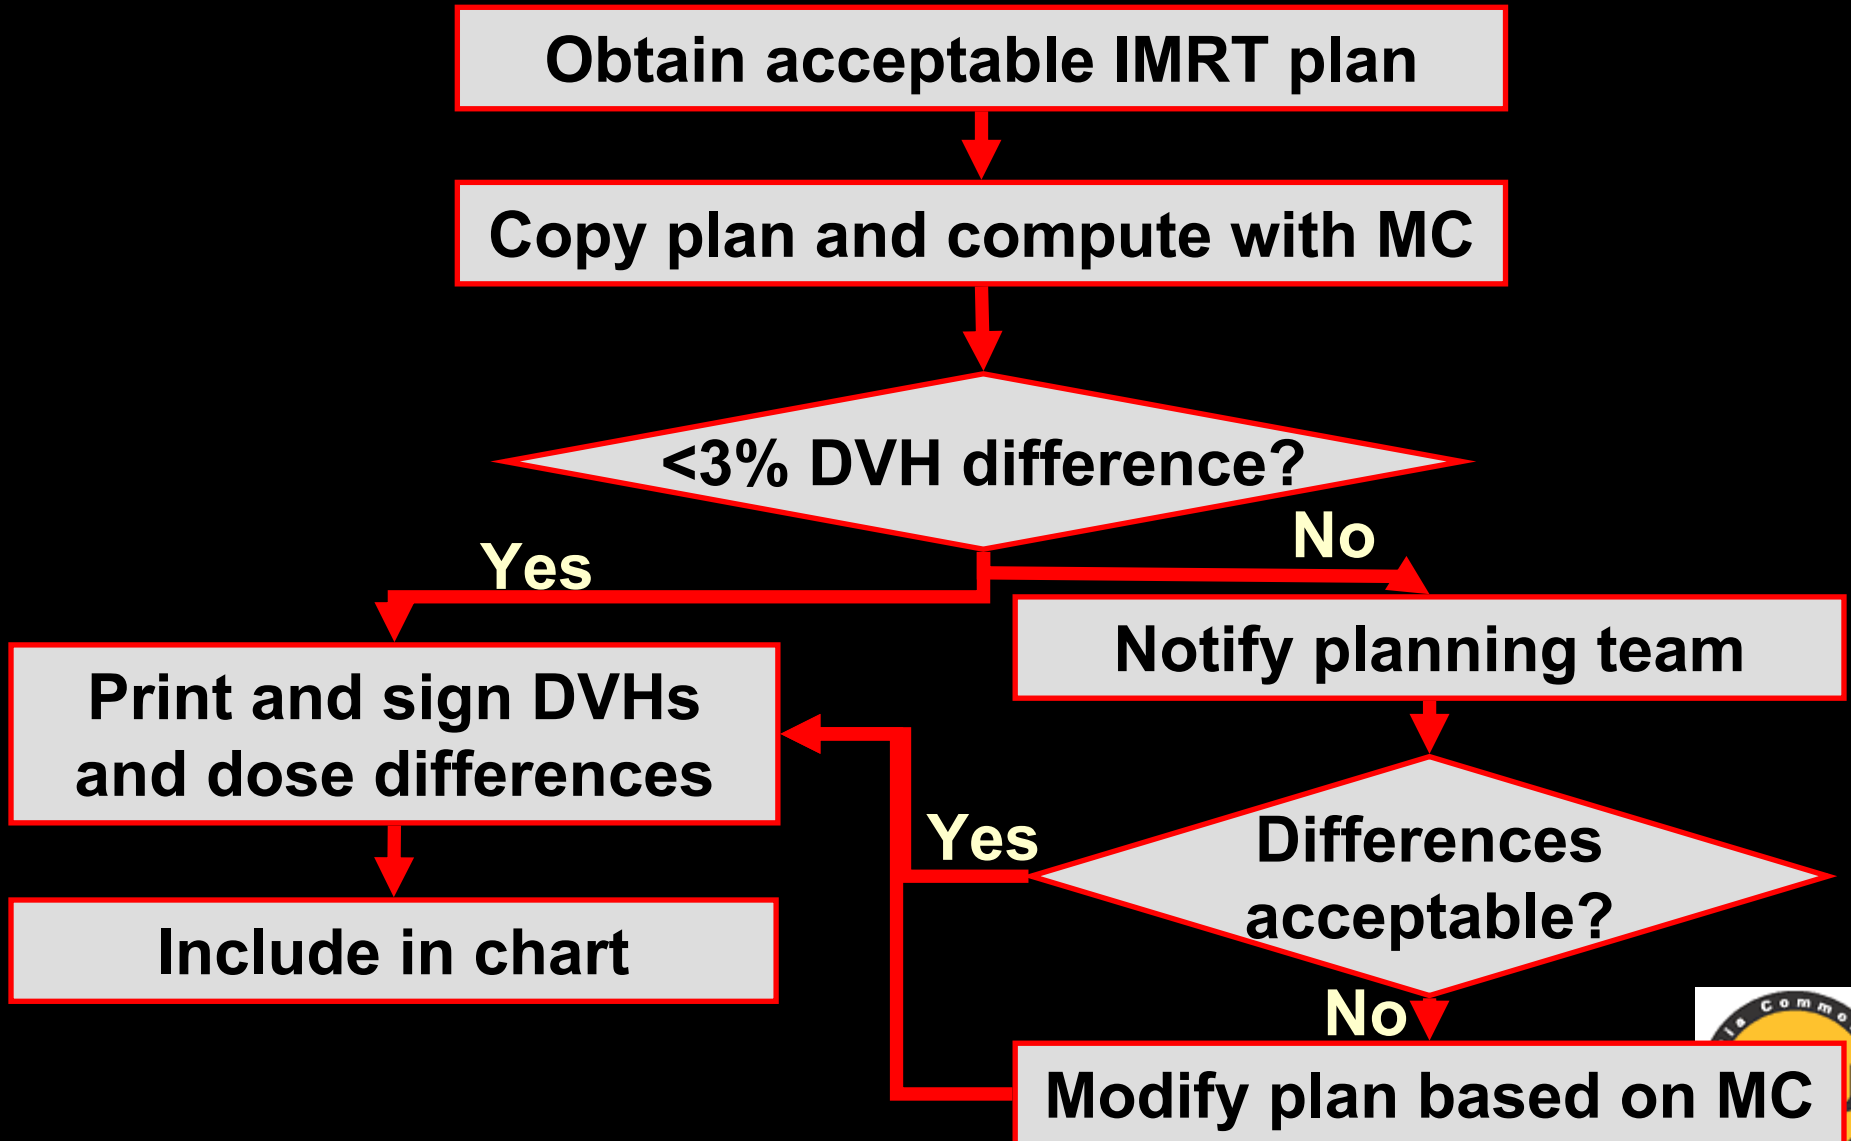 Obtain acceptable IMRT plan
Copy plan and compute with MC
<3% DVH difference?
No
Yes
Notify planning team
Print and sign DVHs
and dose differences
Yes
Differences
acceptable?
Include in chart
No
Modify plan based on MC